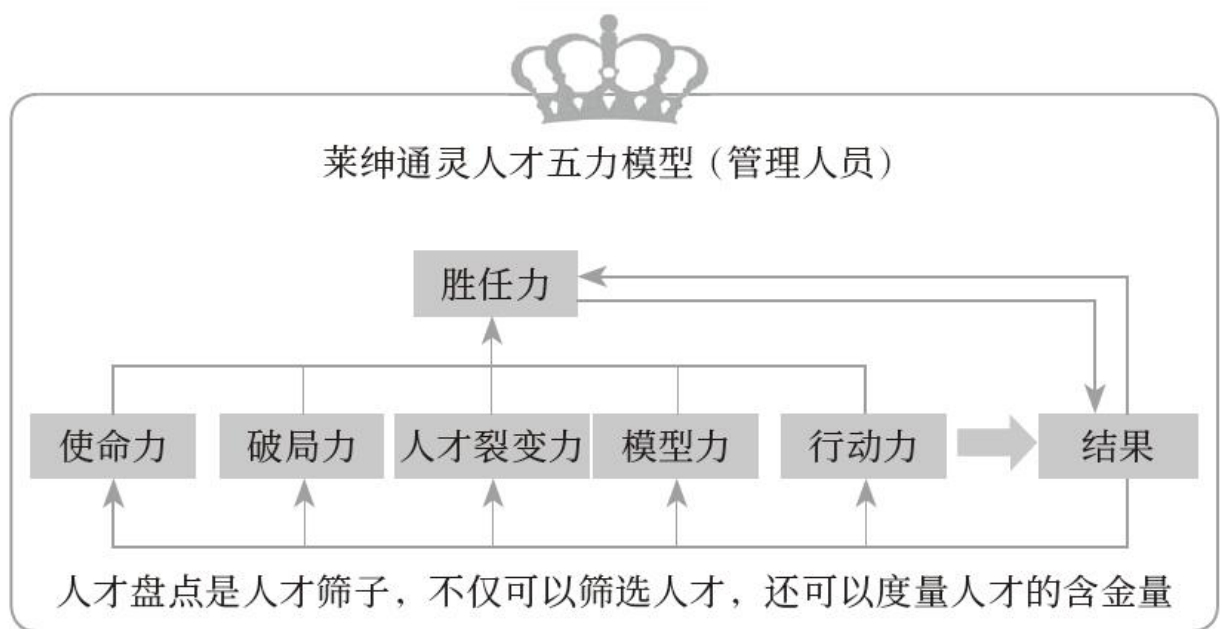 莱绅通灵人才五力模型（管理人员）
胜任力
使命力
破局力
人才裂变力
模型力
行动力
结果
人才盘点是人才筛子，不仅可以筛选人才，还可以度量人才的含金量